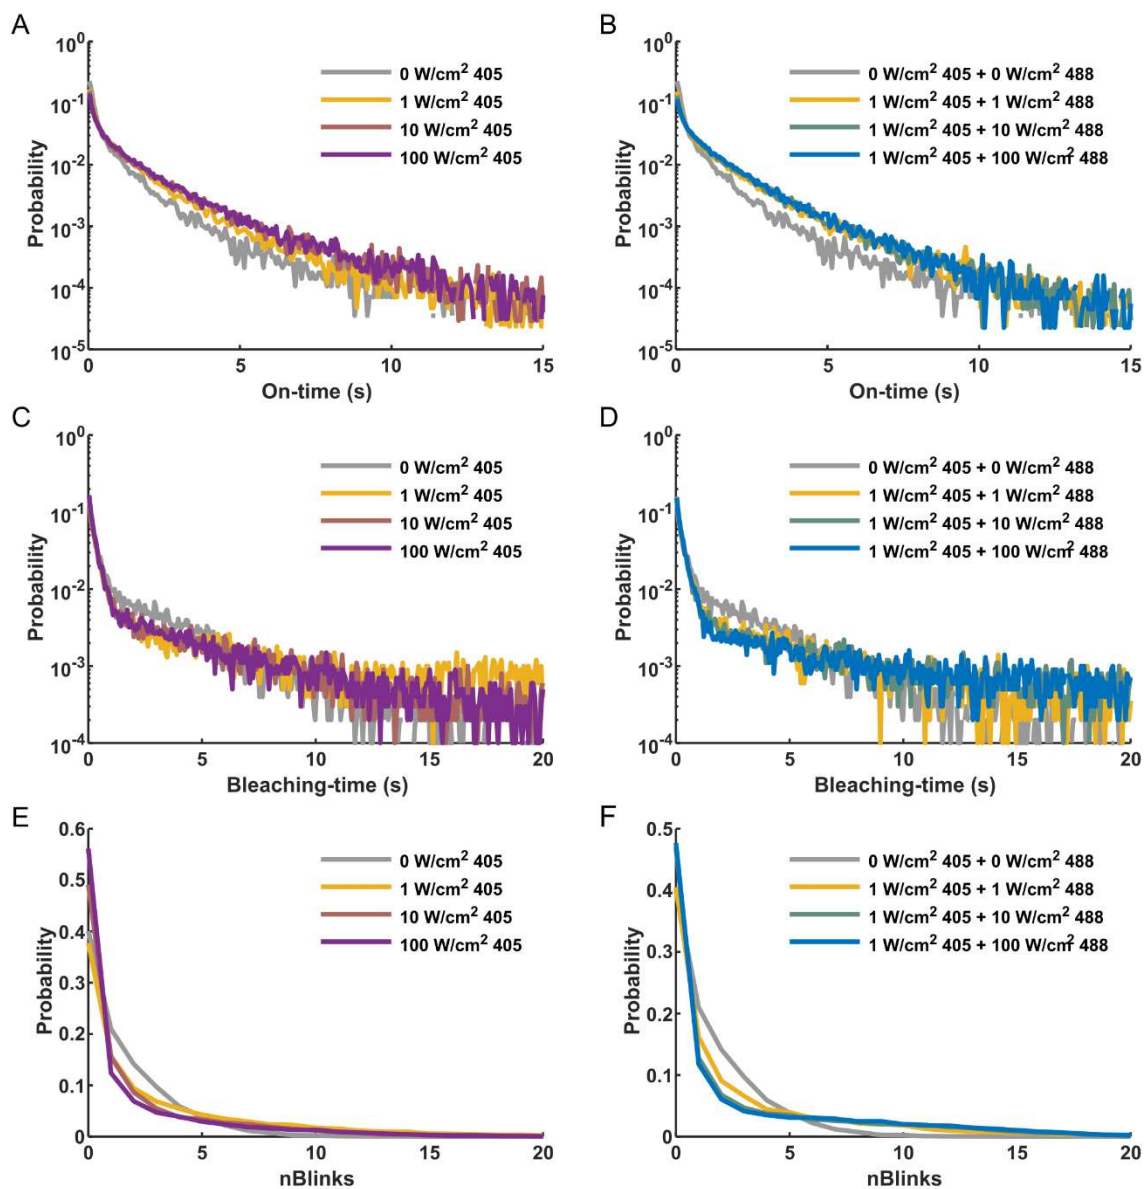 A
10⁰
10⁻¹
10⁻²
10⁻³
10⁻⁴
10⁻⁵
Probability
0 W/cm² 405
1 W/cm² 405
10 W/cm² 405
100 W/cm² 405
0 5 10 15
On-time (s)
B
10⁰
10⁻¹
10⁻²
10⁻³
10⁻⁴
10⁻⁵
Probability
0 W/cm² 405 + 0 W/cm² 488
1 W/cm² 405 + 1 W/cm² 488
1 W/cm² 405 + 10 W/cm² 488
1 W/cm² 405 + 100 W/cm² 488
0 5 10 15
On-time (s)
C
10⁰
10⁻¹
10⁻²
10⁻³
10⁻⁴
Probability
0 W/cm² 405
1 W/cm² 405
10 W/cm² 405
100 W/cm² 405
0 5 10 15 20
Bleaching-time (s)
D
10⁰
10⁻¹
10⁻²
10⁻³
10⁻⁴
Probability
0 W/cm² 405 + 0 W/cm² 488
1 W/cm² 405 + 1 W/cm² 488
1 W/cm² 405 + 10 W/cm² 488
1 W/cm² 405 + 100 W/cm² 488
0 5 10 15 20
Bleaching-time (s)
E
0.6
0.5
0.4
0.3
0.2
0.1
0
Probability
0 W/cm² 405
1 W/cm² 405
10 W/cm² 405
100 W/cm² 405
0 5 10 15 20
nBlinks
F
0.5
0.4
0.3
0.2
0.1
0
Probability
0 W/cm² 405 + 0 W/cm² 488
1 W/cm² 405 + 1 W/cm² 488
1 W/cm² 405 + 10 W/cm² 488
1 W/cm² 405 + 100 W/cm² 488
0 5 10 15 20
nBlinks